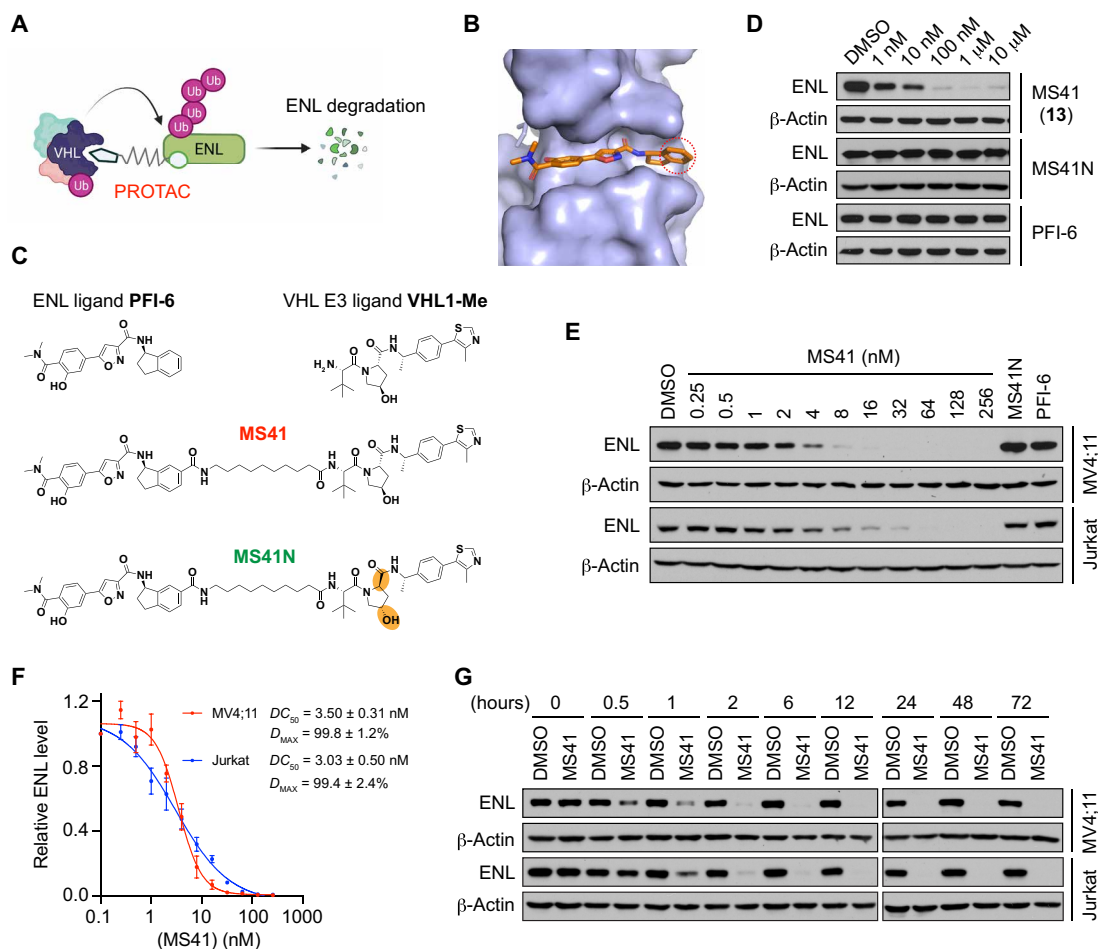 A
VHL
Ub
Ub
Ub
Ub
Ub
ENL
PROTAC
ENL degradation
B
C
ENL ligand PFI-6
VHL E3 ligand VHL1-Me
MS41
MS41N
D
DMSO
1 nM
10 nM
100 nM
1 μM
10 μM
ENL
β-Actin
MS41
(13)
ENL
β-Actin
MS41N
ENL
β-Actin
PFI-6
E
MS41 (nM)
DMSO
0.25
0.5
1
2
4
8
16
32
64
128
256
MS41N
PFI-6
ENL
β-Actin
MV4;11
ENL
β-Actin
Jurkat
F
Relative ENL level
1.2
0.8
0.4
0.0
0.1
1
10
100
1000
(MS41) (nM)
MV4;11 DC50 = 3.50 ± 0.31 nM
DMAX = 99.8 ± 1.2%
Jurkat DC50 = 3.03 ± 0.50 nM
DMAX = 99.4 ± 2.4%
G
(hours) 0 0.5 1 2 6 12 24 48 72
DMSO MS41 DMSO MS41 DMSO MS41 DMSO MS41 DMSO MS41 DMSO MS41 DMSO MS41 DMSO MS41 DMSO MS41
ENL
β-Actin
MV4;11
ENL
β-Actin
Jurkat